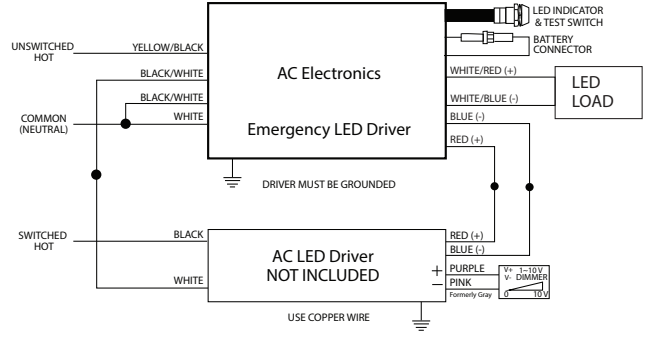 LED INDICATOR
& TEST SWITCH
BATTERY
CONNECTOR
UNSWITCHED
HOT
YELLOW/BLACK
BLACK/WHITE
BLACK/WHITE
COMMON
(NEUTRAL)
WHITE
AC Electronics
Emergency LED Driver
WHITE/RED (+)
WHITE/BLUE (-)
LED
LOAD
BLUE (-)
RED (+)
DRIVER MUST BE GROUNDED
SWITCHED
HOT
BLACK
WHITE
AC LED Driver
NOT INCLUDED
RED (+)
BLUE (-)
+ PURPLE
– PINK
Formerly Gray
V+ 1~10 V
V- DIMMER
0 10 V
USE COPPER WIRE